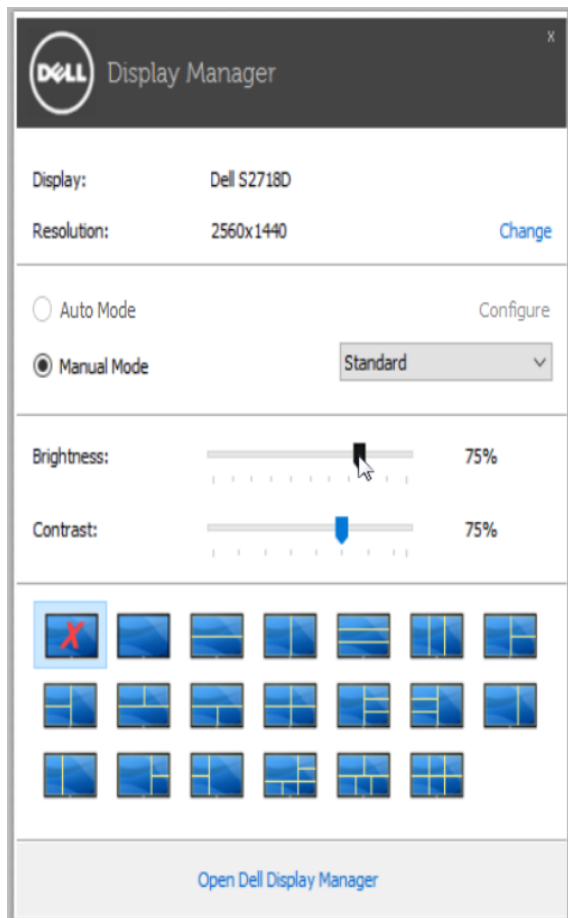 x
DELL Display Manager
Display: Dell S2718D
Resolution: 2560x1440 Change
Auto Mode Configure
Manual Mode Standard
Brightness: 75%
Contrast: 75%
X
Open Dell Display Manager